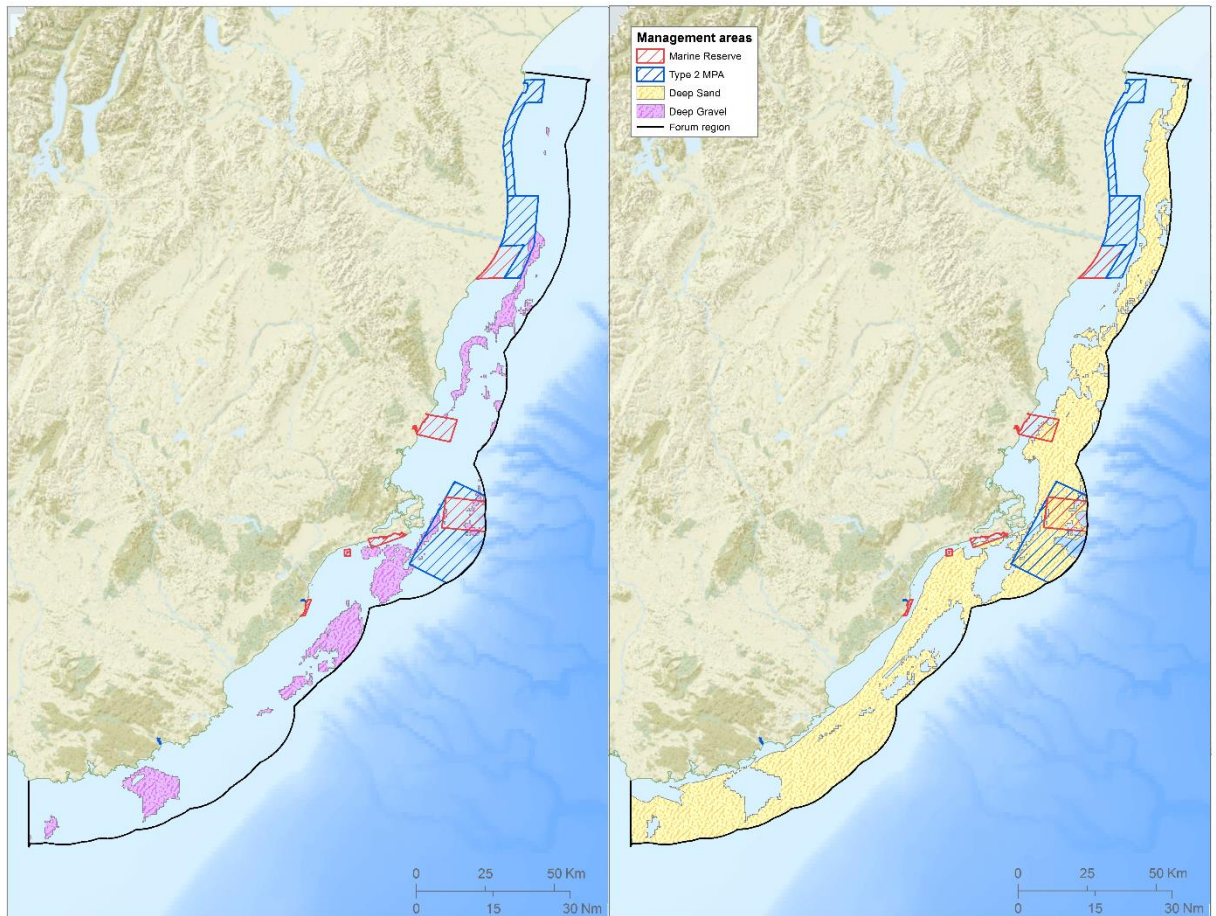 Management areas
Marine Reserve
Type 2 MPA
Deep Sand
Deep Gravel
Forum region
0 25 50 Km
0 15 30 Nm
0 25 50 Km
0 15 30 Nm